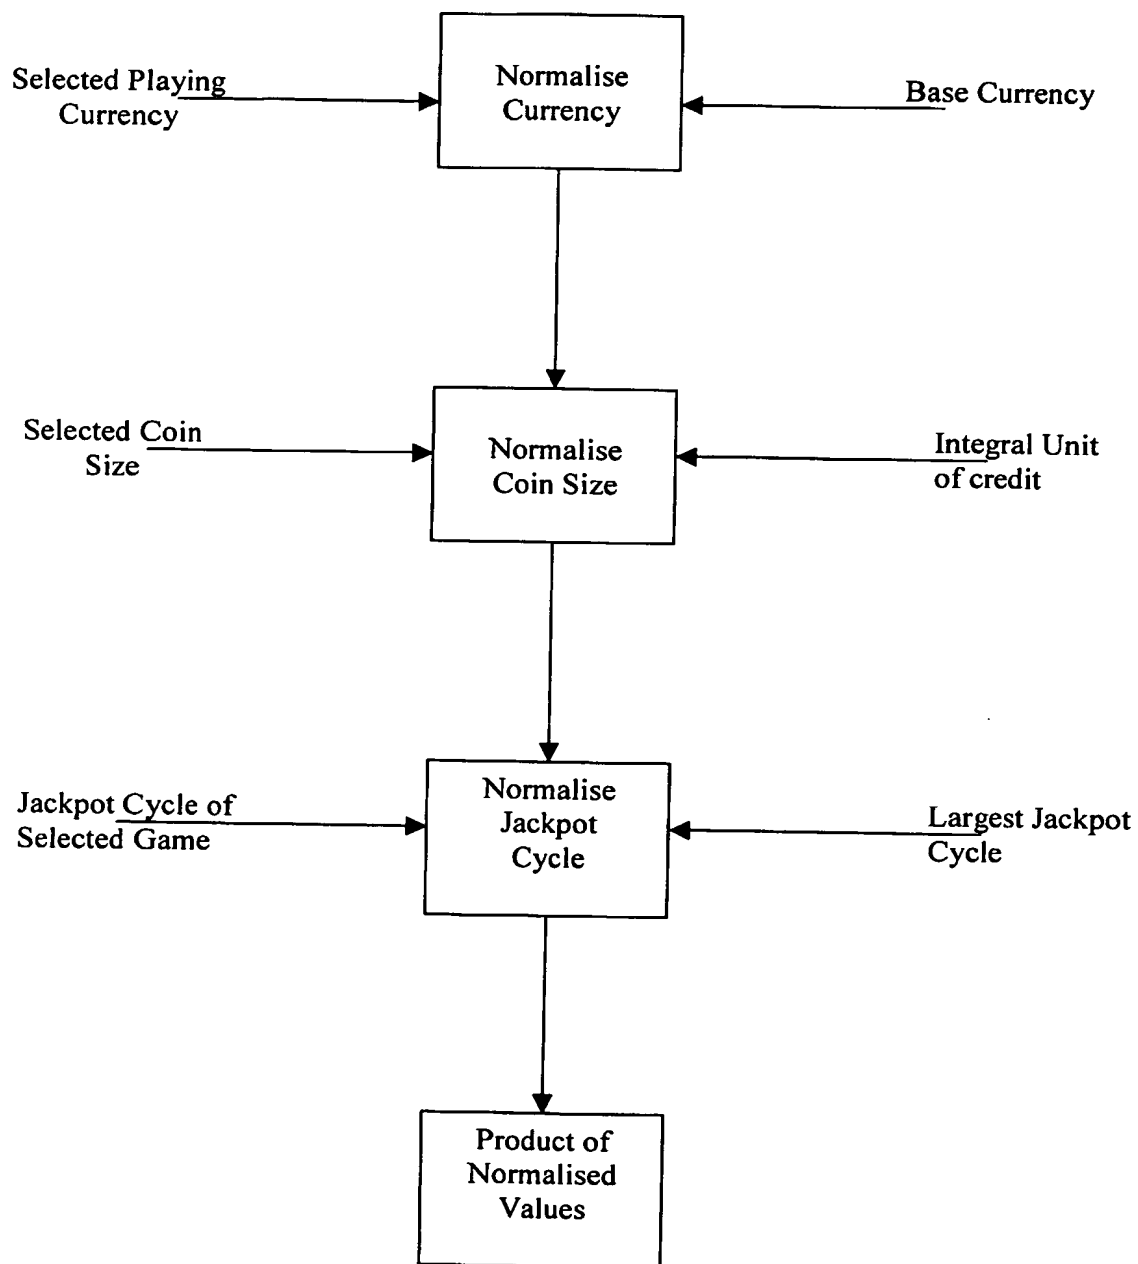 Selected Playing
Currency
Normalise
Currency
Base Currency
Selected Coin
Size
Normalise
Coin Size
Integral Unit
of credit
Jackpot Cycle of
Selected Game
Normalise
Jackpot
Cycle
Largest Jackpot
Cycle
Product of
Normalised
Values